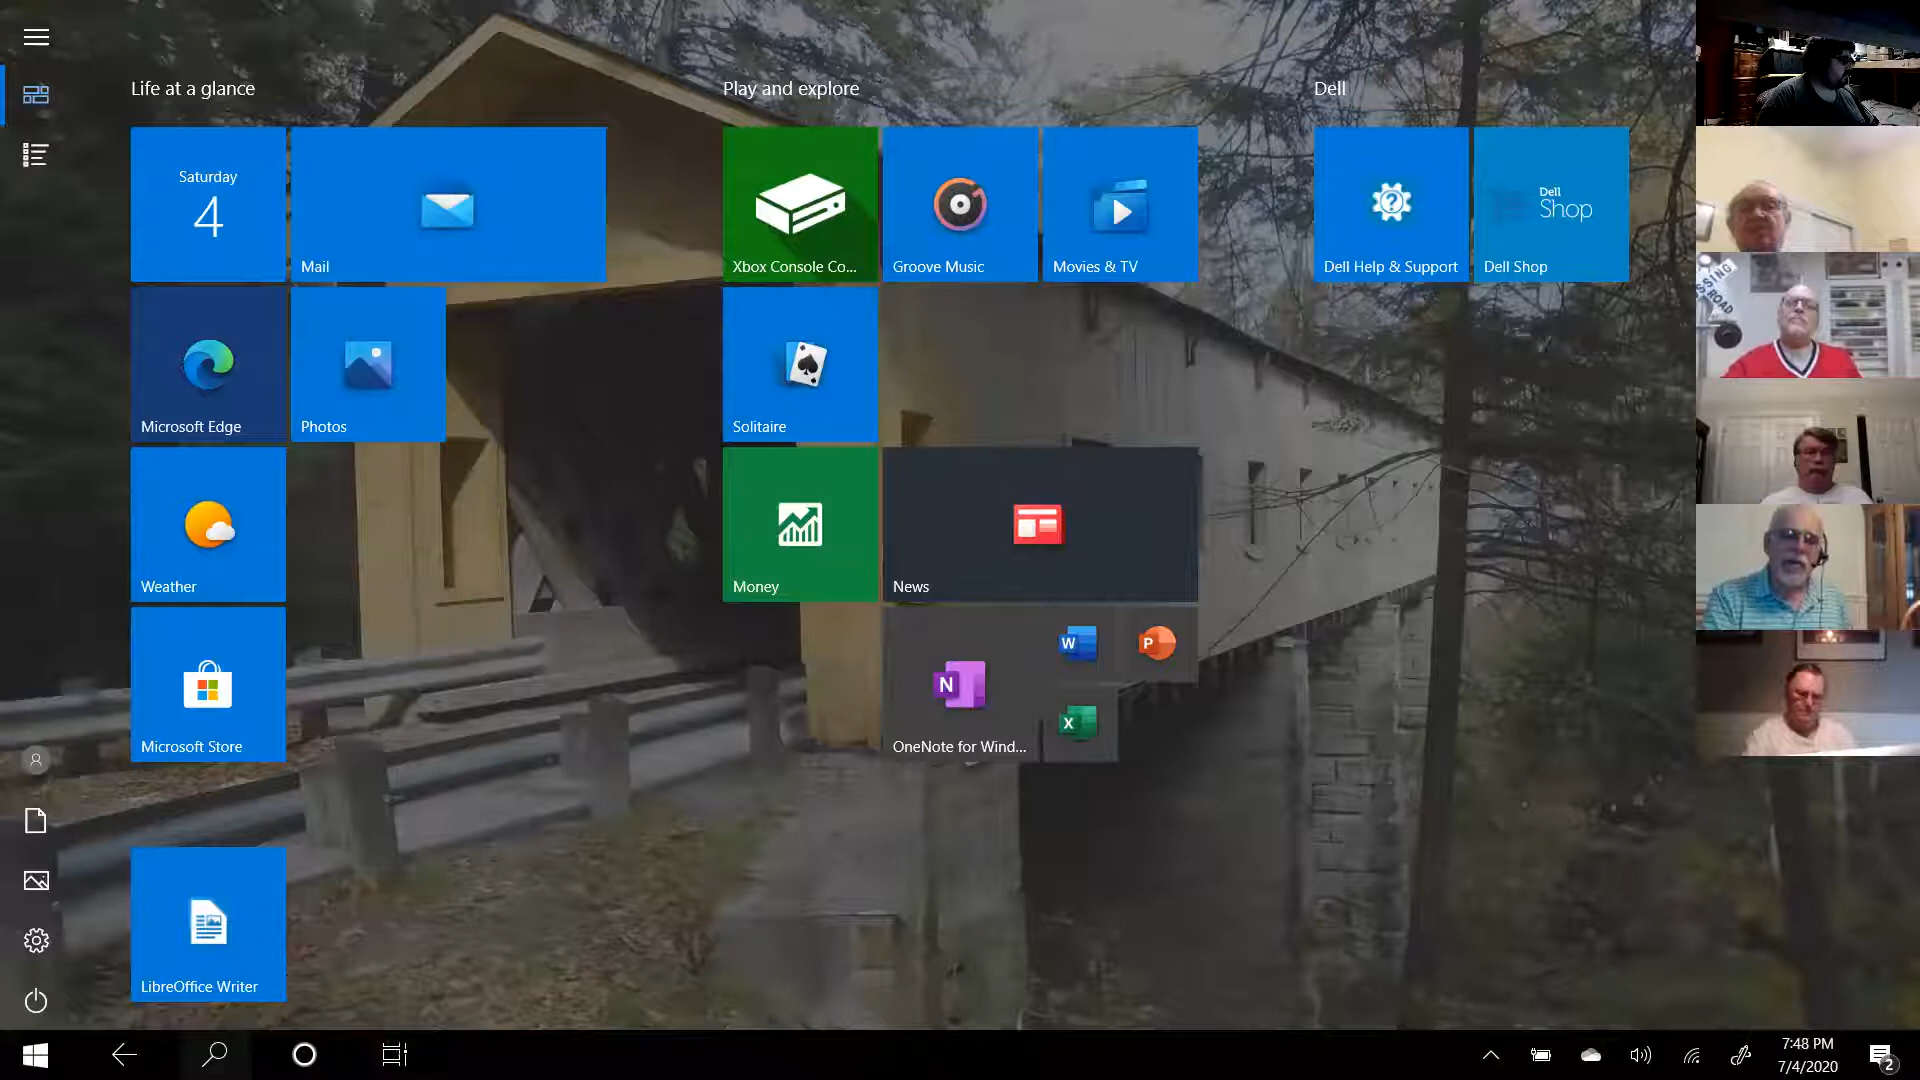 Life at a glance
Play and explore
Dell
Saturday
4
Mail
Xbox Console Co...
Groove Music
Movies & TV
Dell Help & Support
Dell
Shop
Dell Shop
Microsoft Edge
Photos
Solitaire
Weather
Money
News
Microsoft Store
N
OneNote for Wind...
W
P
X
LibreOffice Writer
SSING
ROAD
7:48 PM
7/4/2020
2